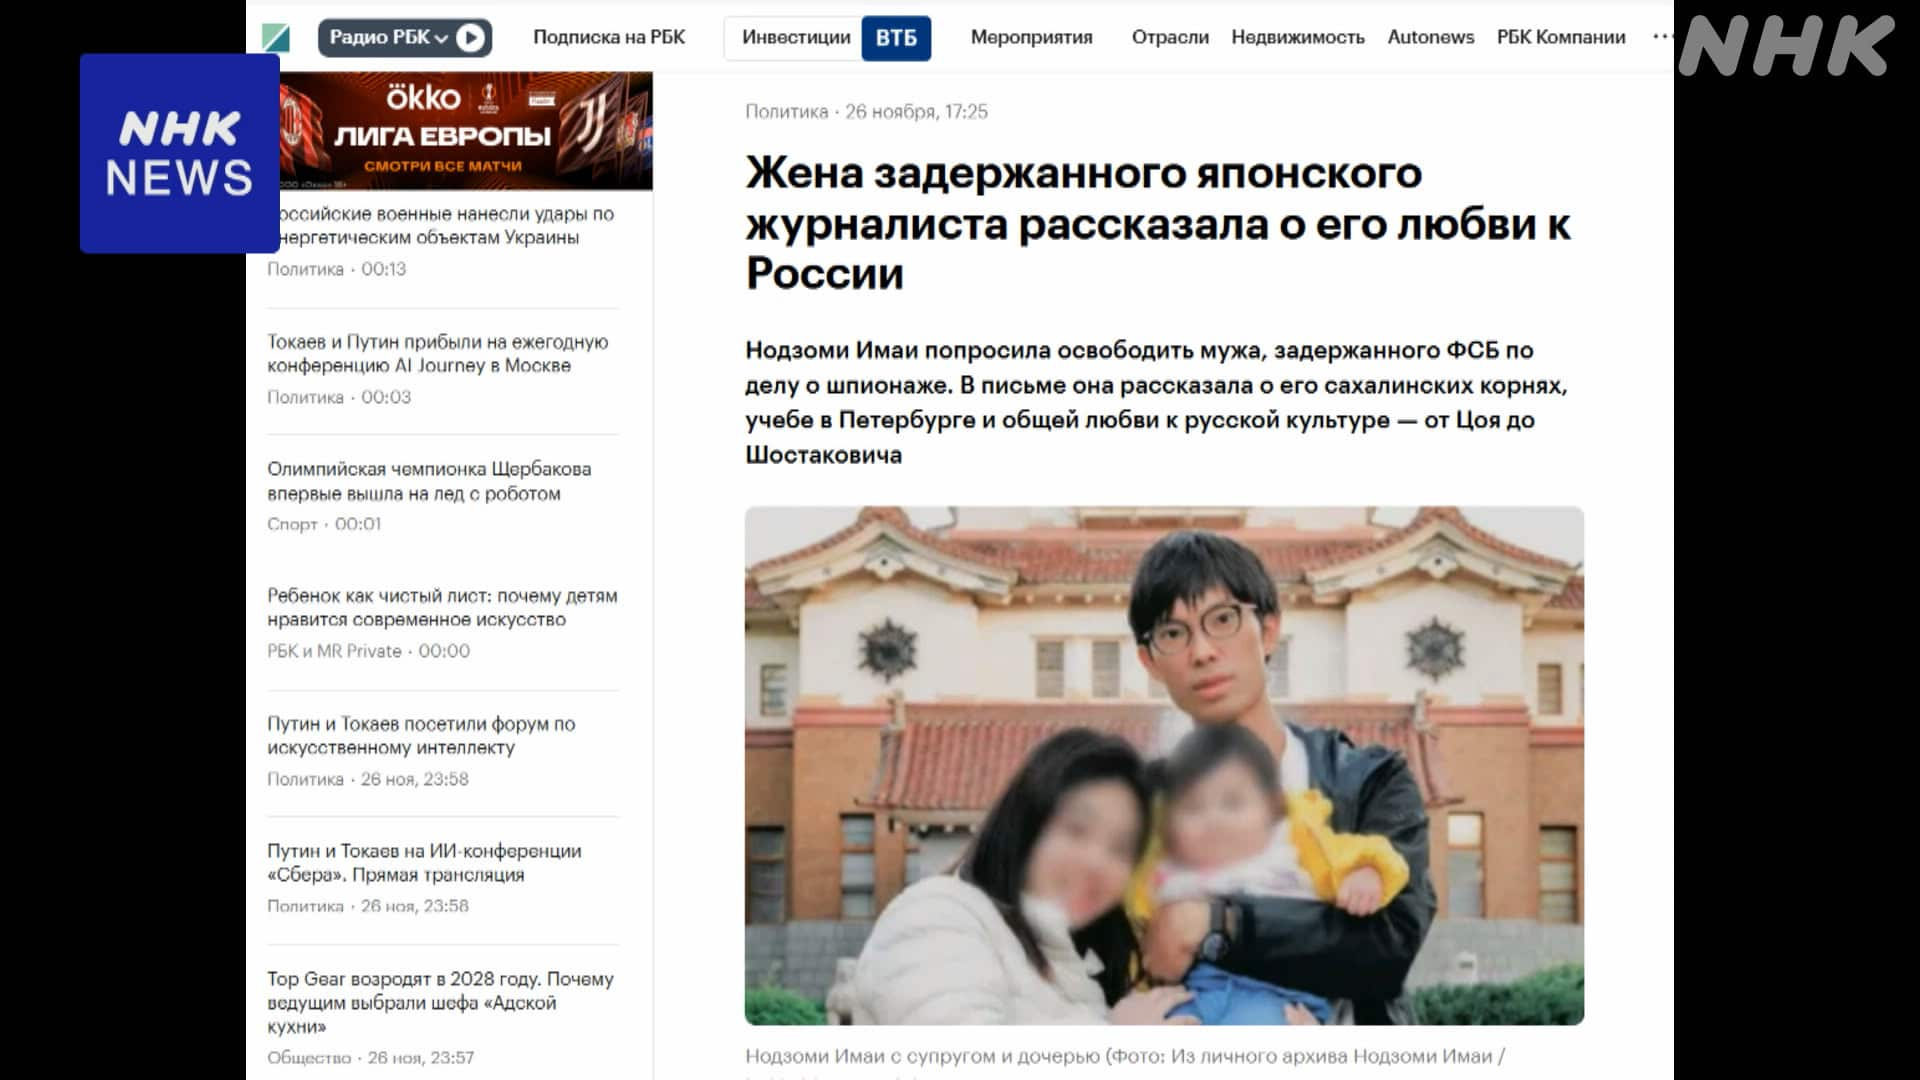 Радио РБК
Подписка на РБК
Инвестиции
ВТБ
Мероприятия
Отрасли
Недвижимость
Autonews
РБК Компании
NHK
NHK
NEWS
ökko
ЛИГА ЕВРОПЫ
СМОТРИ ВСЕ МАТЧИ
оссийские военные нанесли удары по
нергетическим объектам Украины
Политика · 00:13
Токаев и Путин прибыли на ежегодную
конференцию AI Journey в Москве
Политика · 00:03
Олимпийская чемпионка Щербакова
впервые вышла на лед с роботом
Спорт · 00:01
Ребенок как чистый лист: почему детям
нравится современное искусство
РБК и MR Private · 00:00
Путин и Токаев посетили форум по
искусственному интеллекту
Политика · 26 ноя, 23:58
Путин и Токаев на ИИ-конференции
«Сбера». Прямая трансляция
Политика · 26 ноя, 23:58
Top Gear возродят в 2028 году. Почему
ведущим выбрали шефа «Адской
кухни»
Общество · 26 ноя, 23:57
Политика · 26 ноября, 17:25
Жена задержанного японского
журналиста рассказала о его любви к
России
Нодзоми Имаи попросила освободить мужа, задержанного ФСБ по
делу о шпионаже. В письме она рассказала о его сахалинских корнях,
учебе в Петербурге и общей любви к русской культуре — от Цоя до
Шостаковича
Нодзоми Имаи с супругом и дочерью (Фото: Из личного архива Нодзоми Имаи /